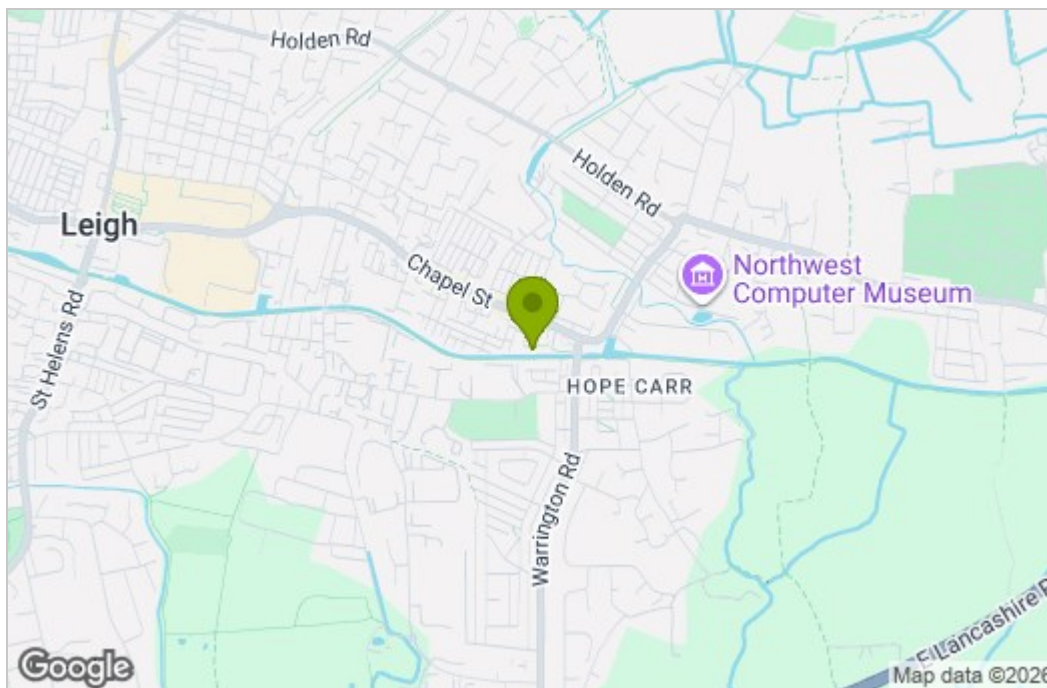 Holden Rd
Holden Rd
Leigh
Chapel St
Northwest
Computer Museum
St Helens Rd
HOPE CARR
Warrington Rd
E Lancashire R
Google
Map data ©2026